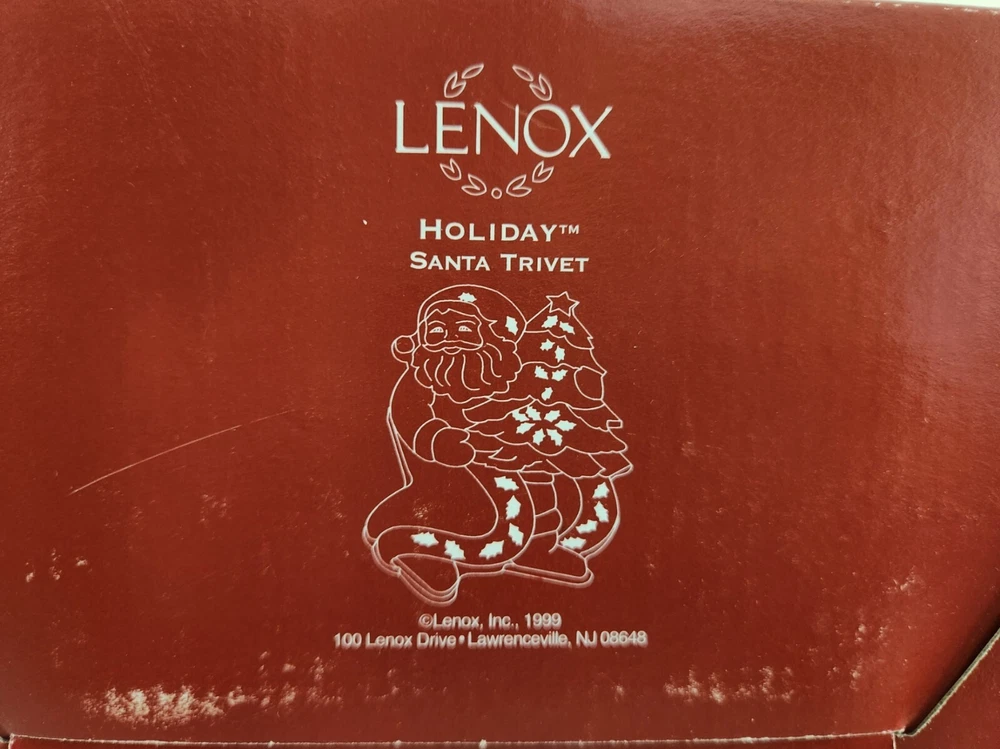 LENOX
HOLIDAY™
SANTA TRIVET
©Lenox, Inc., 1999
100 Lenox Drive • Lawrenceville, NJ 08648